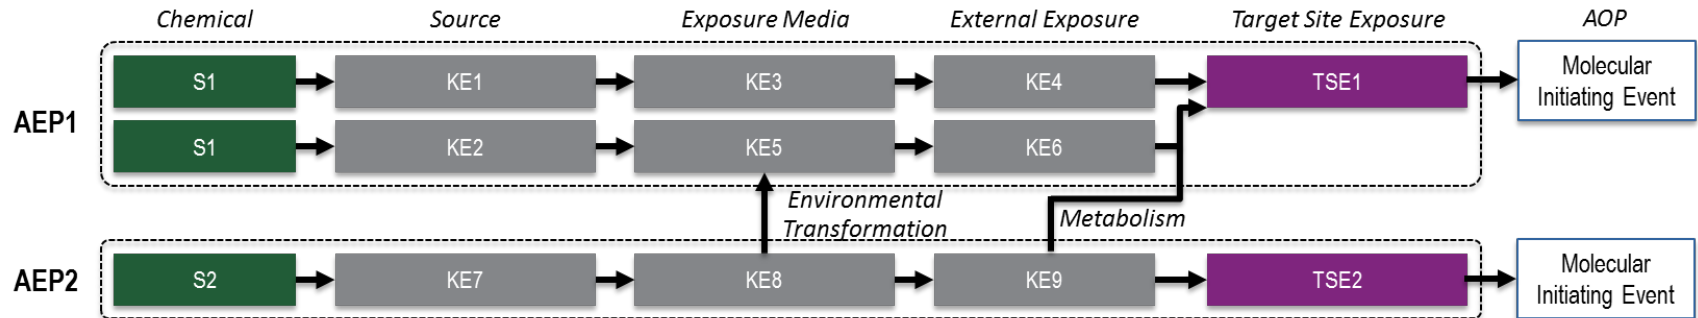 Chemical Source Exposure Media External Exposure Target Site Exposure AOP
AEP1
S1 KE1 KE3 KE4 TSE1
Molecular
Initiating Event
S1 KE2 KE5 KE6
Environmental
Transformation
Metabolism
AEP2
S2 KE7 KE8 KE9 TSE2
Molecular
Initiating Event